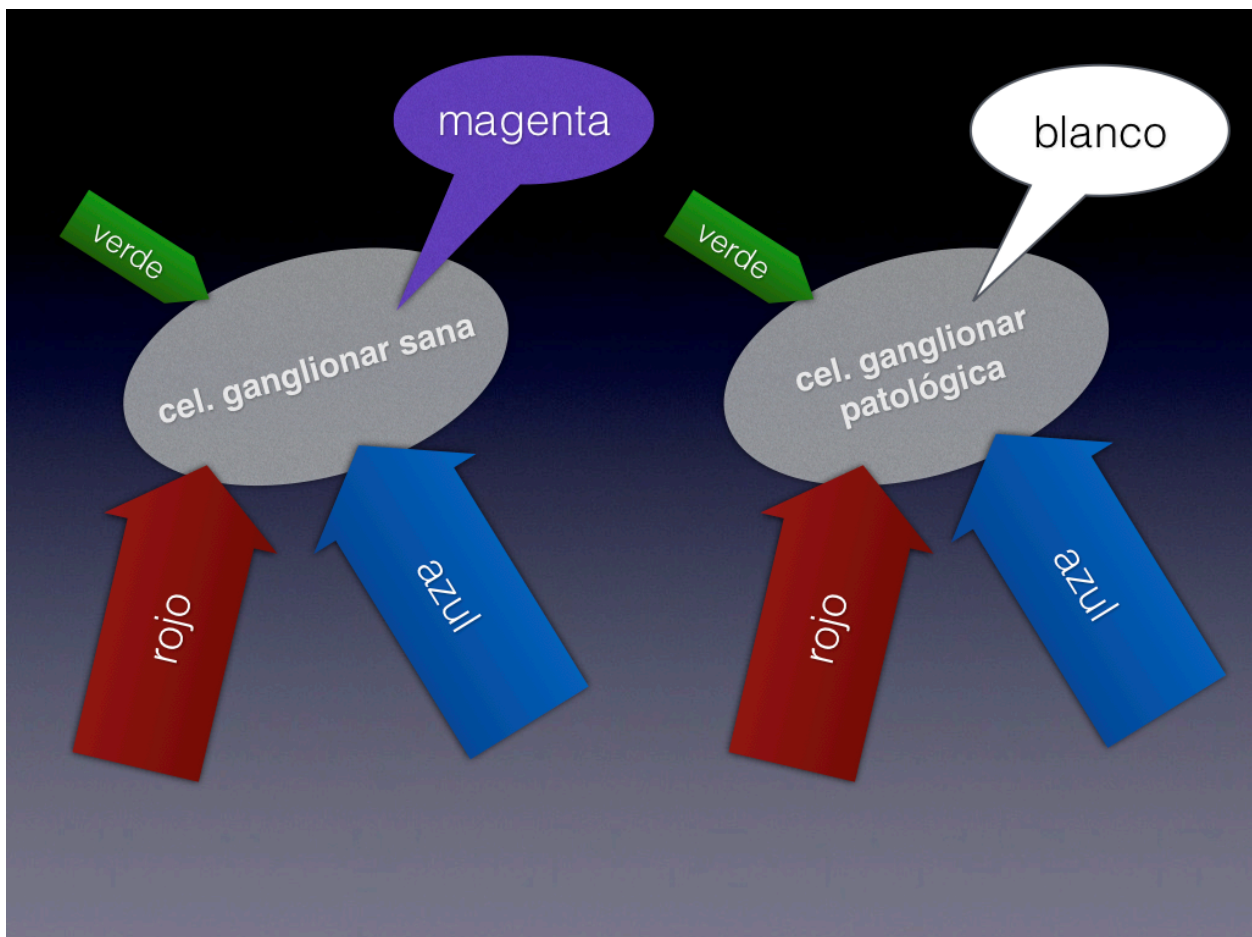 magenta
verde
cel. ganglionar sana
rojo
azul
blanco
verde
cel. ganglionar
patológica
rojo
azul